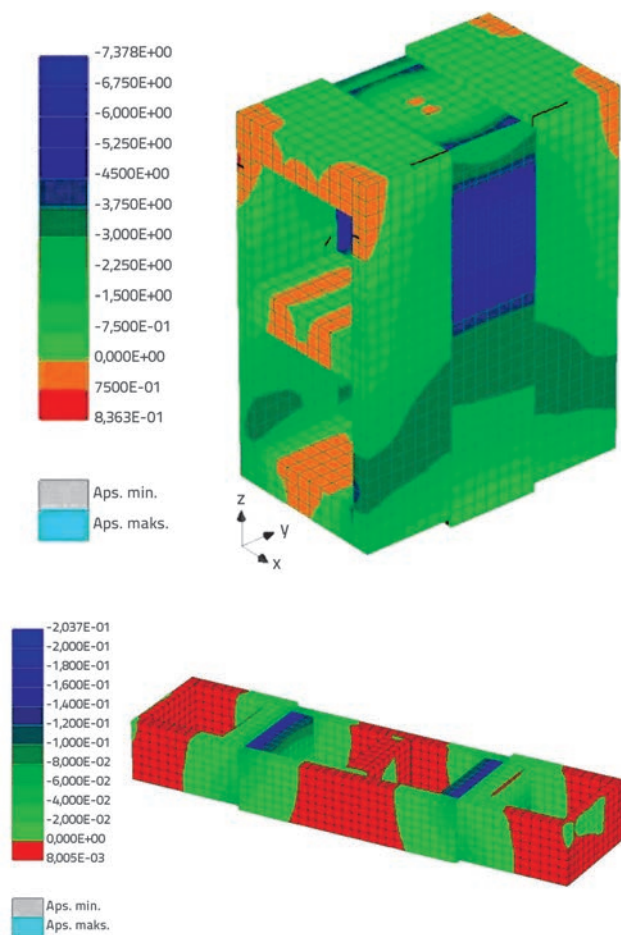 -7,378E+00
-6,750E+00
-6,000E+00
-5,250E+00
-4500E+00
-3,750E+00
-3,000E+00
-2,250E+00
-1,500E+00
-7,500E-01
0,000E+00
7500E-01
8,363E-01
Aps. min.
Aps. maks.
z
y
x
-2,037E-01
-2,000E-01
-1,800E-01
-1,600E-01
-1,400E-01
-1,200E-01
-1,000E-01
-8,000E-02
-6,000E-02
-4,000E-02
-2,000E-02
0,000E+00
8,005E-03
Aps. min.
Aps. maks.